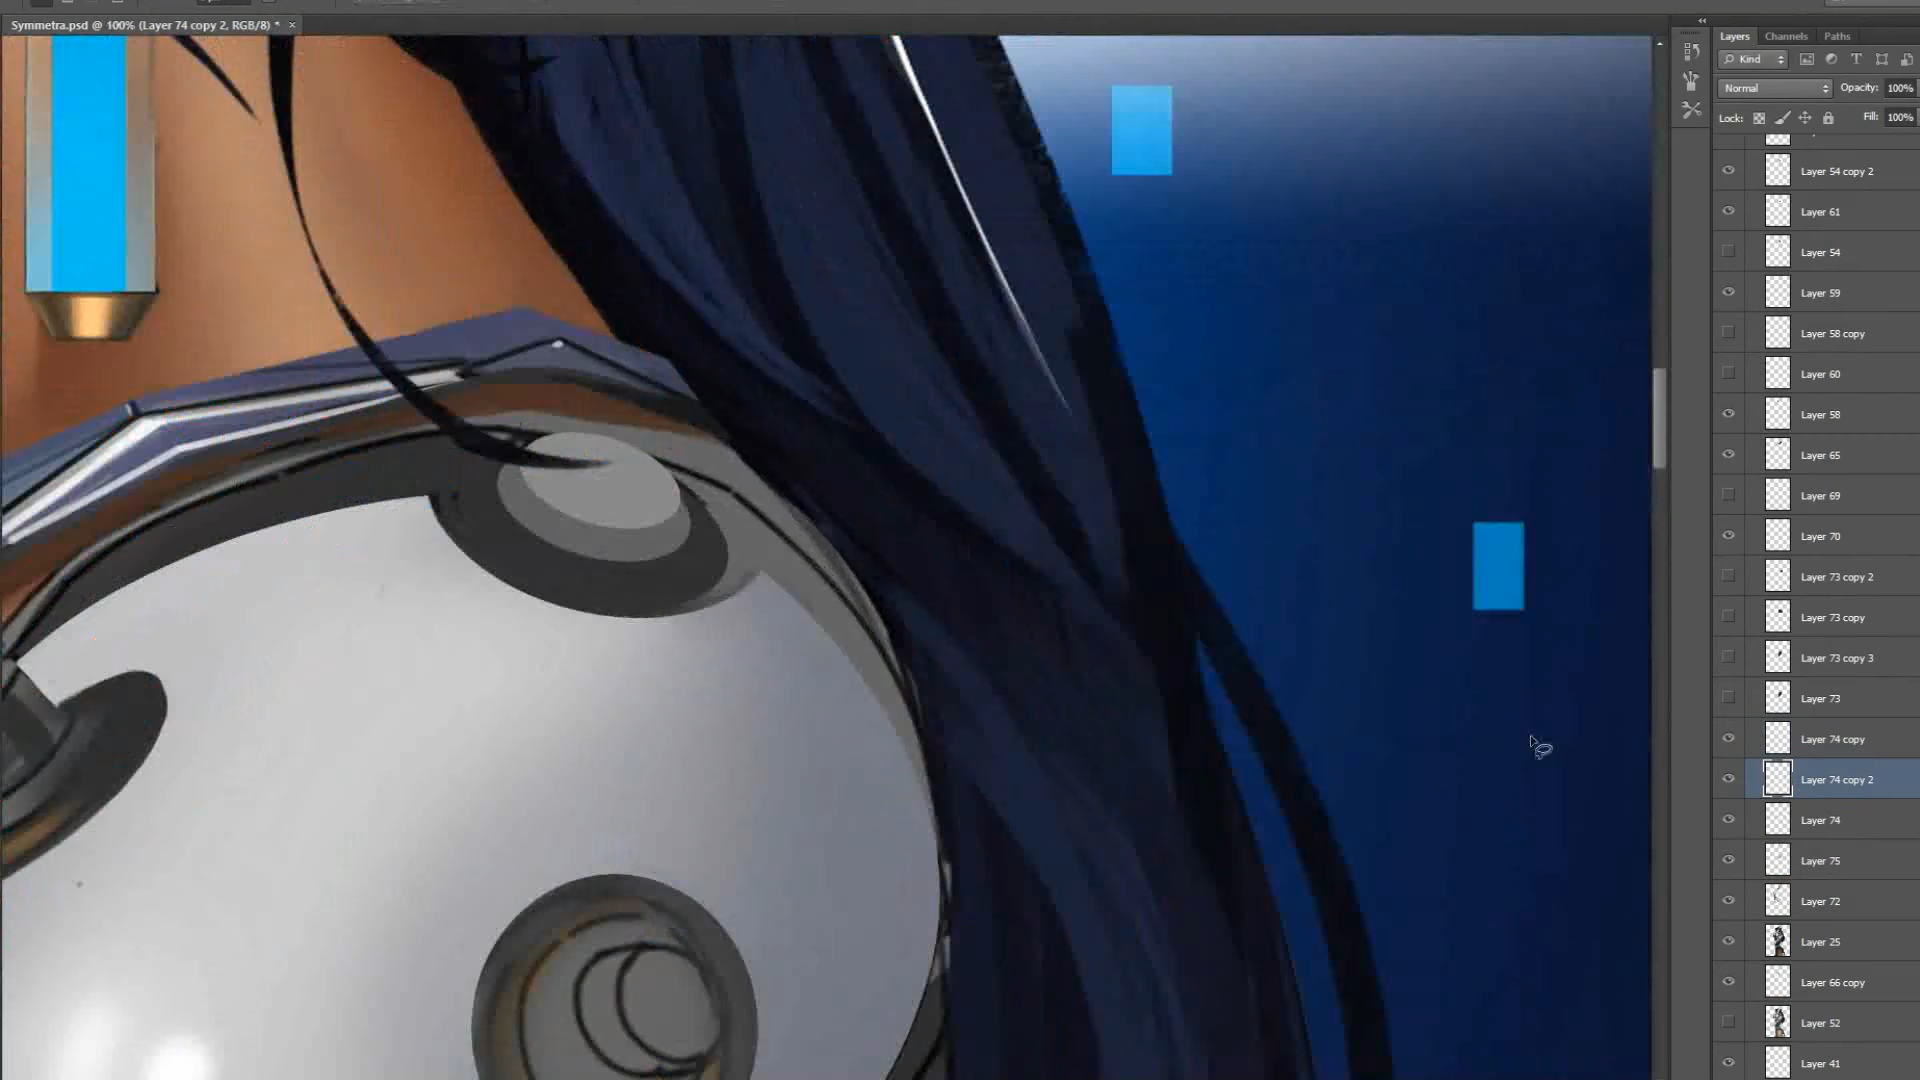 Symmetra.psd @ 100% (Layer 74 copy 2, RGB/8) * ×
Layers Channels Paths
Kind
Normal Opacity: 100%
Lock: Fill: 100%
Layer 54 copy 2
Layer 61
Layer 54
Layer 59
Layer 58 copy
Layer 60
Layer 58
Layer 65
Layer 69
Layer 70
Layer 73 copy 2
Layer 73 copy
Layer 73 copy 3
Layer 73
Layer 74 copy
Layer 74 copy 2
Layer 74
Layer 75
Layer 72
Layer 25
Layer 66 copy
Layer 52
Layer 41